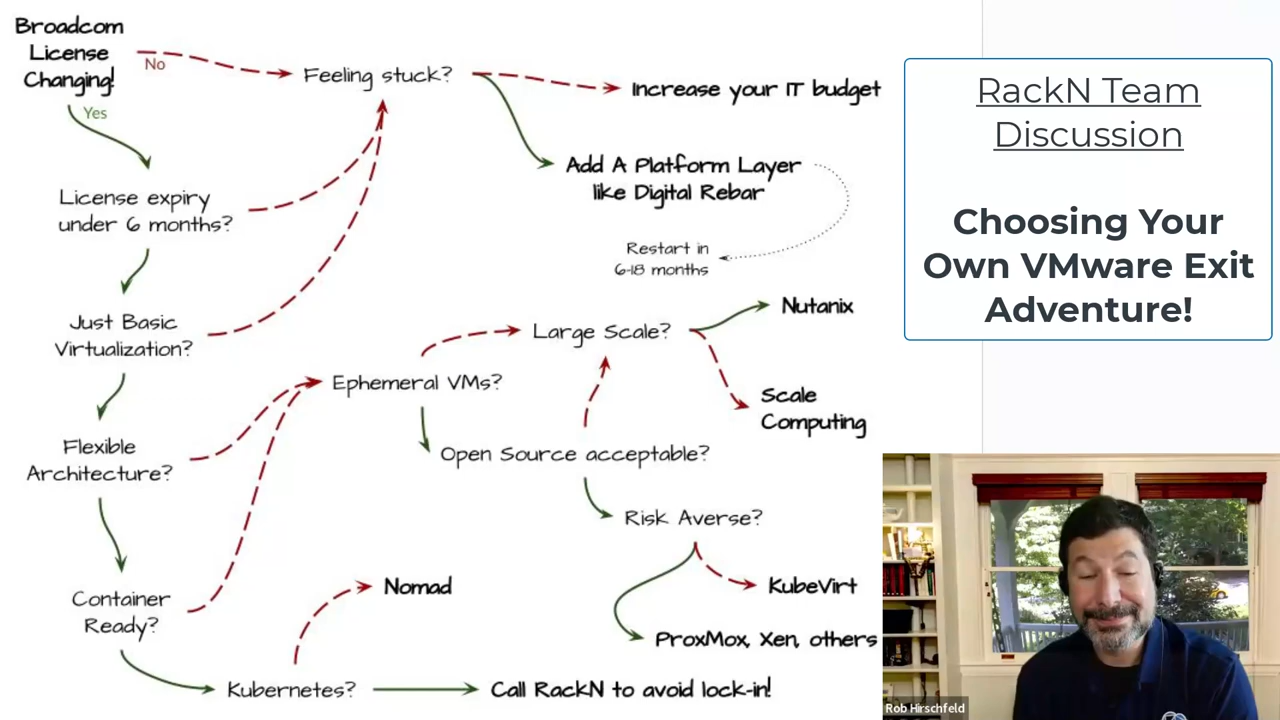 Broadcom
License
Changing!
No
Yes
Feeling stuck?
Increase your IT budget
Add A Platform Layer
like Digital Rebar
License expiry
under 6 months?
Restart in
6-18 months
Just Basic
Virtualization?
Large Scale?
Nutanix
Ephemeral VMs?
Scale
Computing
Flexible
Architecture?
Open Source acceptable?
Risk Averse?
Container
Ready?
Nomad
KubeVirt
ProxMox, Xen, others
Kubernetes?
Call RackN to avoid lock-in!
RackN Team
Discussion
Choosing Your
Own VMware Exit
Adventure!
Rob Hirschfeld